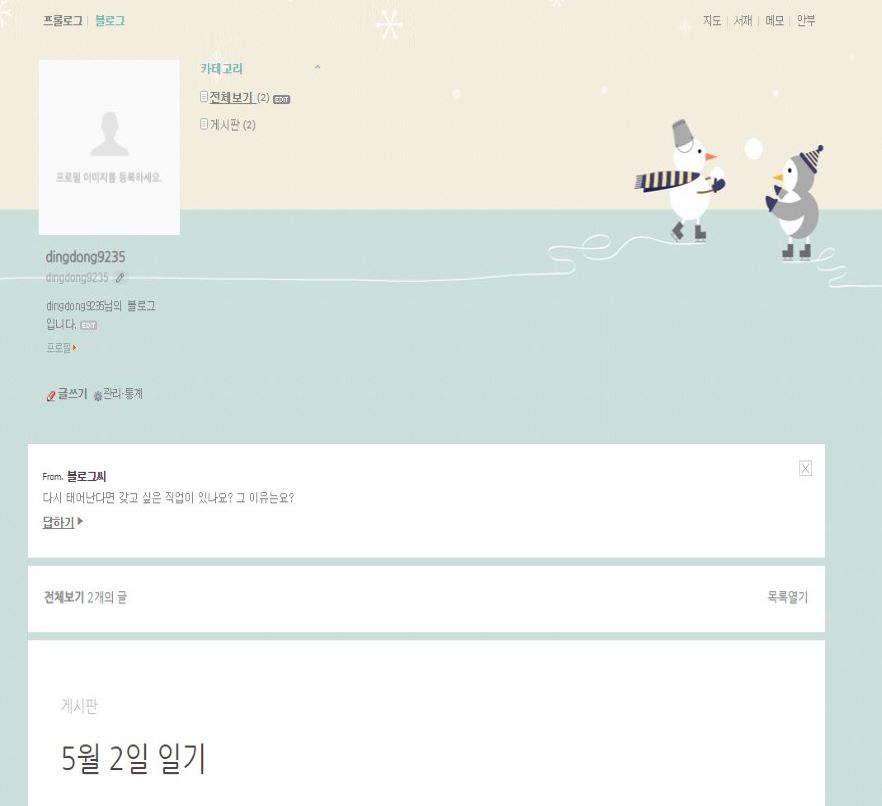 프롤로그 | 블로그
지도 | 서재 | 메모 | 안부
카테고리
전체보기 (2) EDIT
게시판 (2)
프로필 이미지를 등록하세요.
dingdong9235
dingdong9235
dingdong9235님의 블로그
입니다. EDIT
프로필
글쓰기 관리·통계
From. 블로그씨
다시 태어난다면 갖고 싶은 직업이 있나요? 그 이유는요?
답하기
전체보기 2개의 글
목록열기
게시판
5월 2일 일기